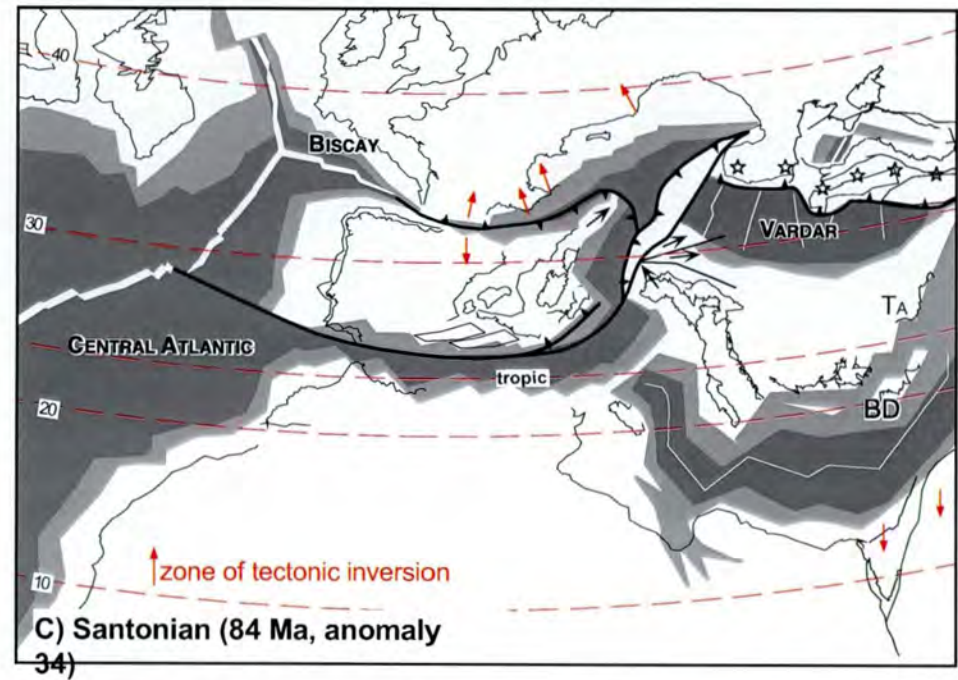 40
BISCAY
30
VARDAR
TA
CENTRAL ATLANTIC
tropic
20
BD
zone of tectonic inversion
10
C) Santonian (84 Ma, anomaly
34)